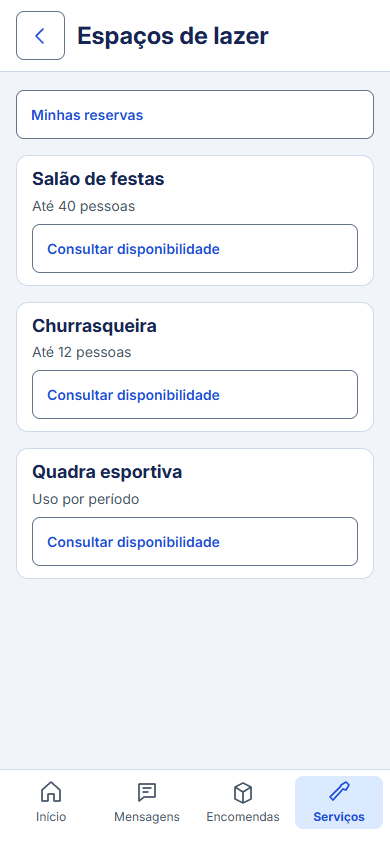 Espaços de lazer
Minhas reservas
Salão de festas
Até 40 pessoas
Consultar disponibilidade
Churrasqueira
Até 12 pessoas
Consultar disponibilidade
Quadra esportiva
Uso por período
Consultar disponibilidade
Início
Mensagens
Encomendas
Serviços